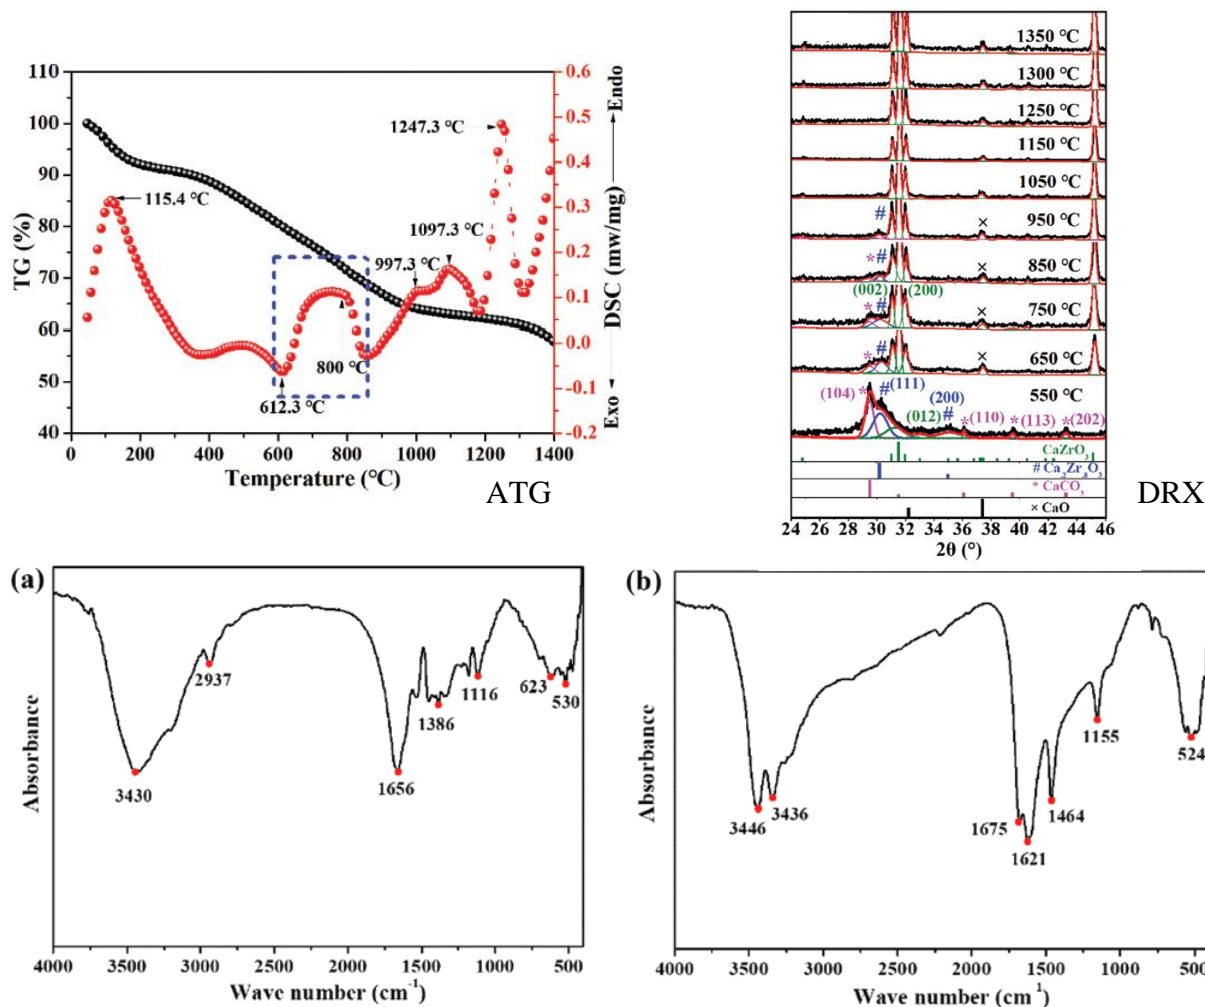 110
100
90
80
70
60
50
40
TG (%)
0.6
0.5
0.4
0.3
0.2
0.1
0.0
-0.1
-0.2
Exo
DSC (mw/mg)
Endo
1247.3 °C
115.4 °C
1097.3 °C
997.3 °C
800 °C
612.3 °C
0 200 400 600 800 1000 1200 1400
Temperature (°C)
ATG
1350 °C
1300 °C
1250 °C
1150 °C
1050 °C
# × 950 °C
* # × 850 °C
(002) (200)
* # × 750 °C
* # × 650 °C
(104) * # (111) 550 °C
(200)
(012) # * (110) * (113) * (202)
CaZrO3
# Ca.2Zr.8O3
* CaCO3
× CaO
DRX
24 26 28 30 32 34 36 38 40 42 44 46
2θ (°)
(a)
Absorbance
2937
3430
1656
1386
1116
623
530
4000 3500 3000 2500 2000 1500 1000 500
Wave number (cm-1)
(b)
Absorbance
3446
3436
1675
1621
1464
1155
524
4000 3500 3000 2500 2000 1500 1000 500
Wave number (cm1)